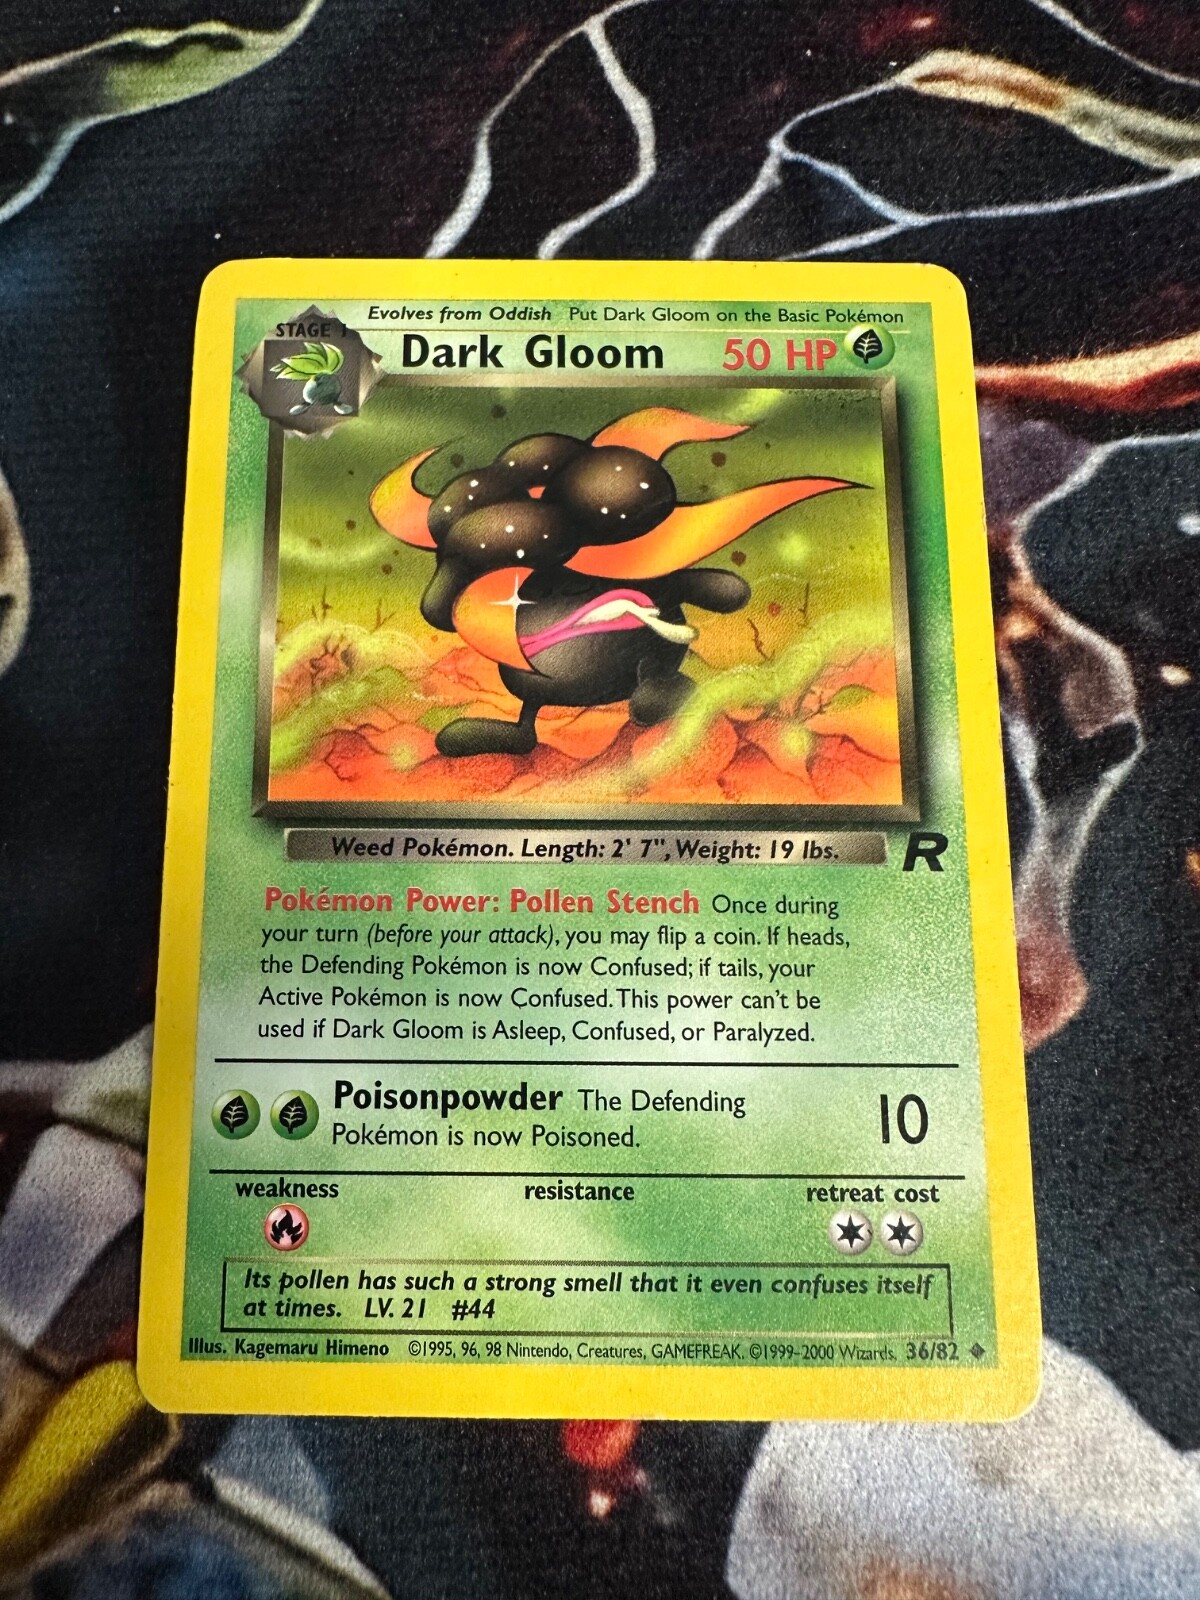 Evolves from Oddish Put Dark Gloom on the Basic Pokémon
STAGE 1
Dark Gloom 50 HP
Weed Pokémon. Length: 2' 7", Weight: 19 lbs.
R
Pokémon Power: Pollen Stench Once during
your turn (before your attack), you may flip a coin. If heads,
the Defending Pokémon is now Confused; if tails, your
Active Pokémon is now Confused. This power can't be
used if Dark Gloom is Asleep, Confused, or Paralyzed.
Poisonpowder The Defending
Pokémon is now Poisoned.
10
weakness resistance retreat cost
Its pollen has such a strong smell that it even confuses itself
at times. LV. 21 #44
Illus. Kagemaru Himeno ©1995, 96, 98 Nintendo, Creatures, GAMEFREAK. ©1999-2000 Wizards. 36/82